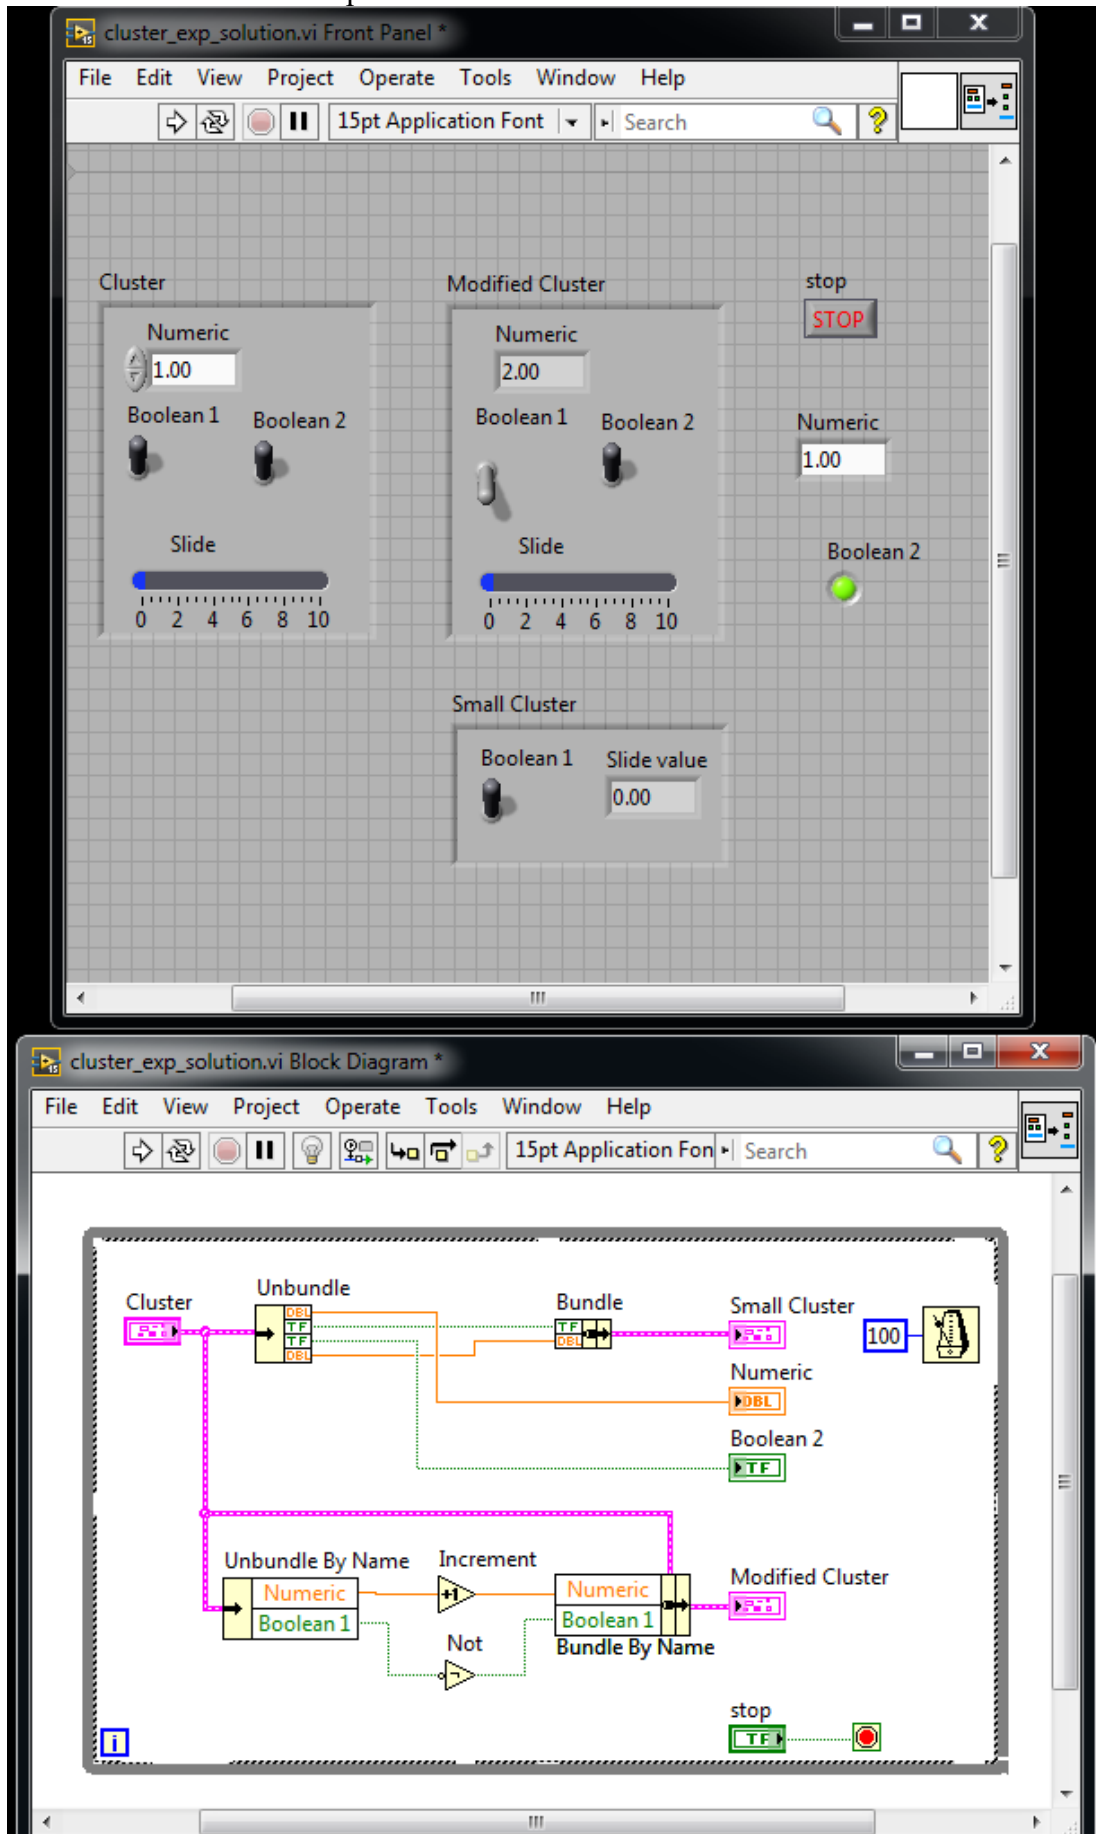 cluster_exp_solution.vi Front Panel *
File Edit View Project Operate Tools Window Help
15pt Application Font Search ?
Cluster
Numeric
1.00
Boolean 1 Boolean 2
Slide
0 2 4 6 8 10
Modified Cluster
Numeric
2.00
Boolean 1 Boolean 2
Slide
0 2 4 6 8 10
stop
STOP
Numeric
1.00
Boolean 2
Small Cluster
Boolean 1 Slide value
0.00
cluster_exp_solution.vi Block Diagram *
File Edit View Project Operate Tools Window Help
15pt Application Fon Search ?
Cluster
Unbundle
DBL
TF
TF
DBL
Bundle
TF
DBL
Small Cluster
100
Numeric
DBL
Boolean 2
TF
Unbundle By Name
Numeric
Boolean 1
Increment
+1
Not
Numeric
Boolean 1
Bundle By Name
Modified Cluster
stop
TF
i